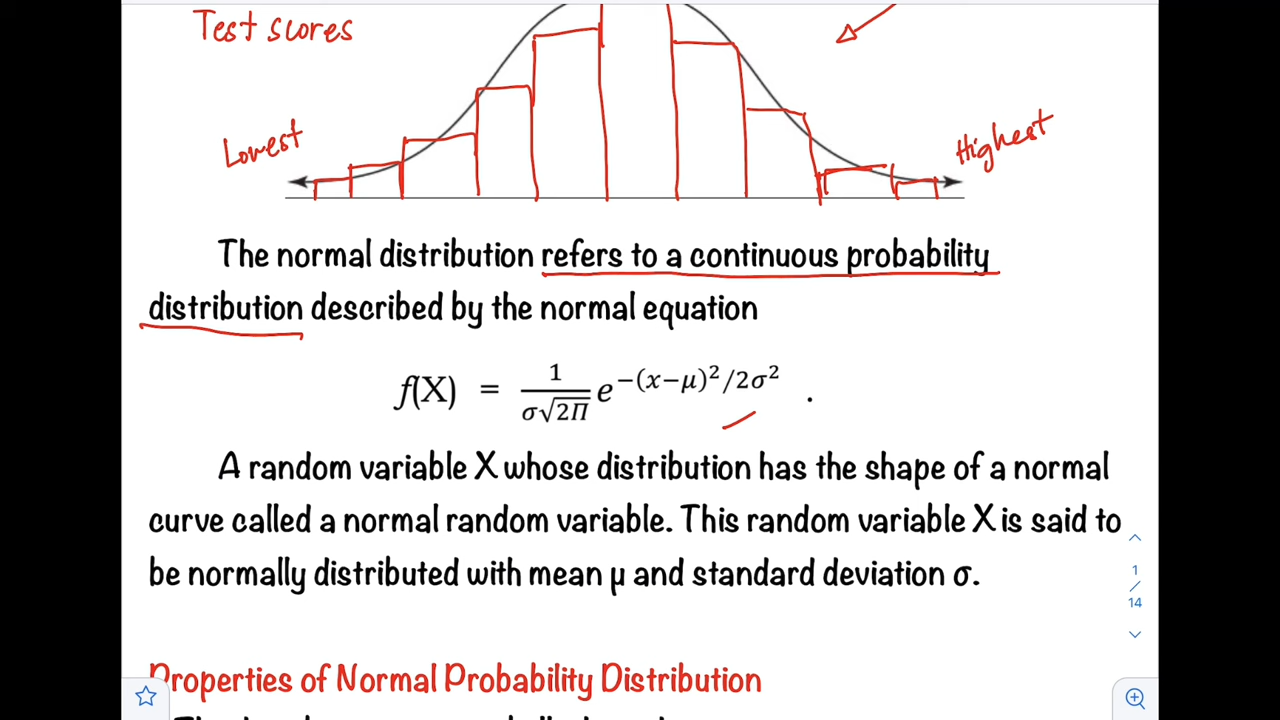 Test scores
Lowest
Highest
The normal distribution refers to a continuous probability
distribution described by the normal equation
f(X) = 1/σ√2Π e^−(x−μ)²/2σ² .
A random variable X whose distribution has the shape of a normal
curve called a normal random variable. This random variable X is said to
be normally distributed with mean μ and standard deviation σ.
1
/
14
Properties of Normal Probability Distribution